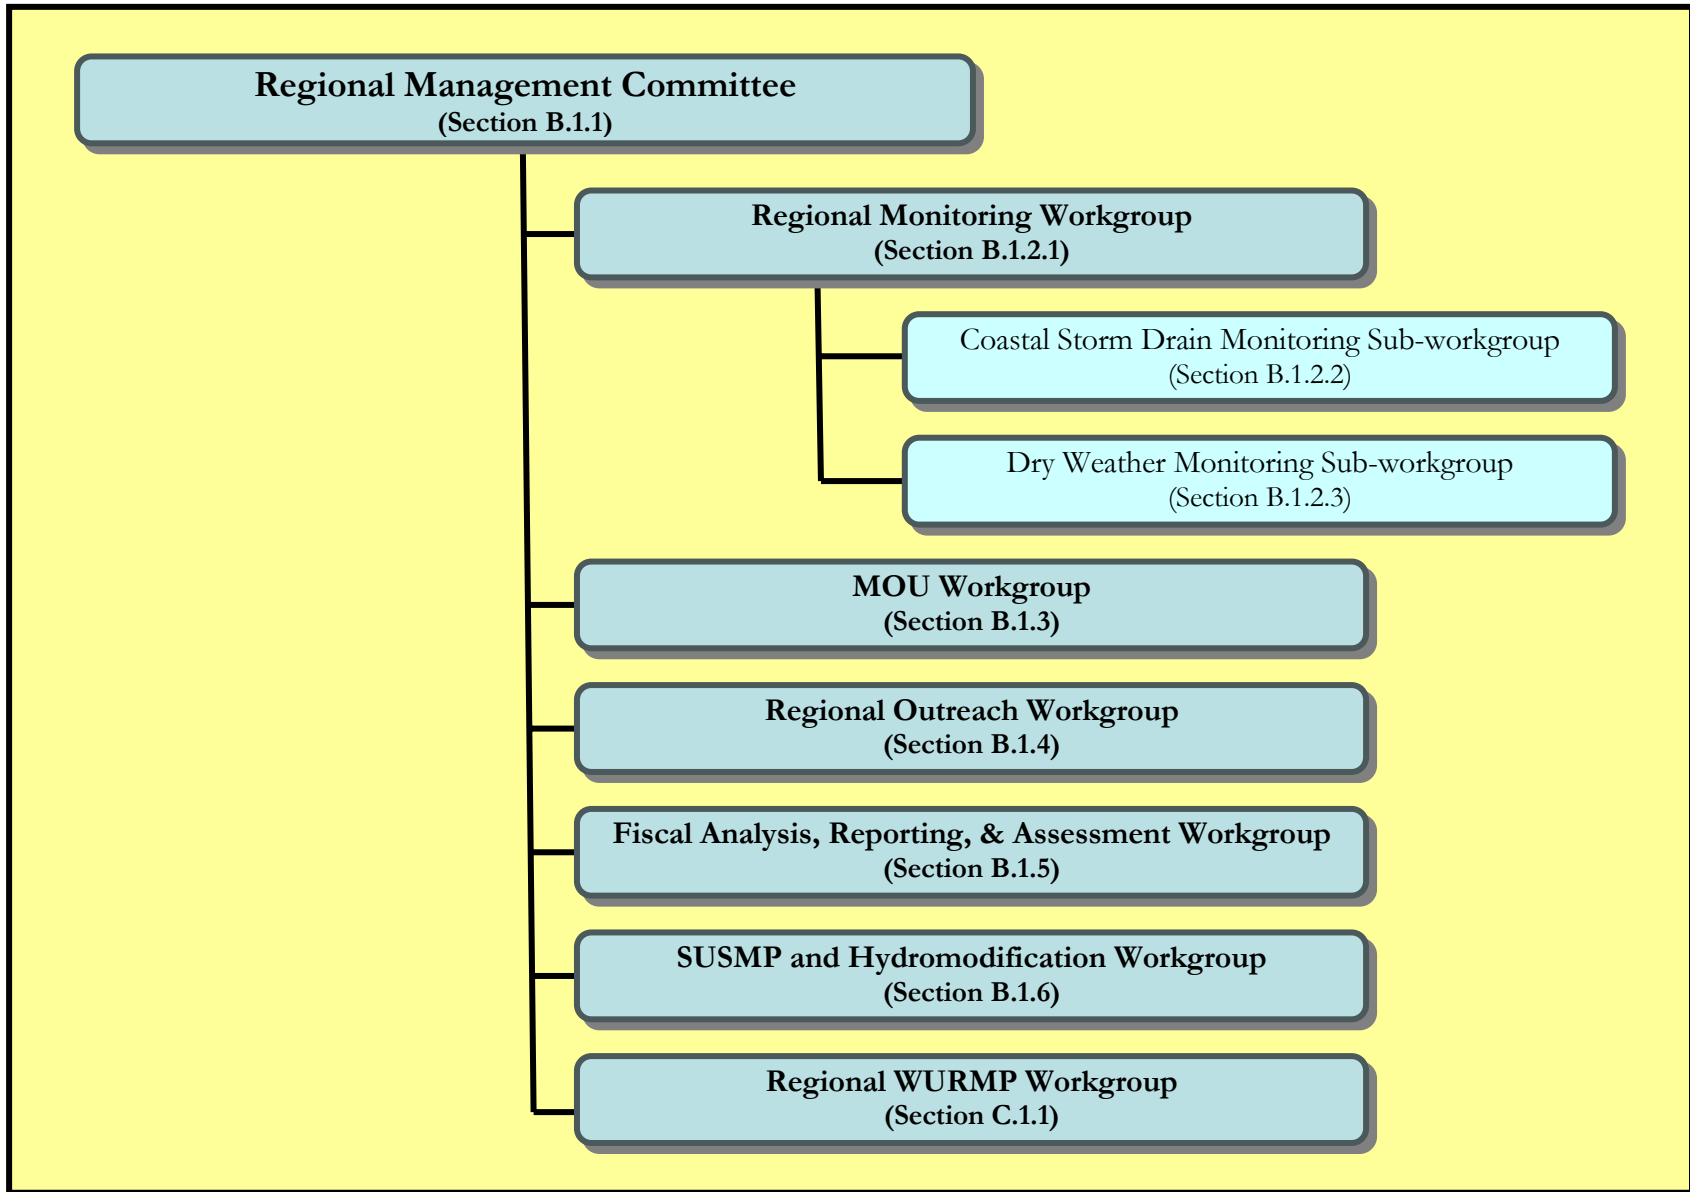 Regional Management Committee
(Section B.1.1)
Regional Monitoring Workgroup
(Section B.1.2.1)
Coastal Storm Drain Monitoring Sub-workgroup
(Section B.1.2.2)
Dry Weather Monitoring Sub-workgroup
(Section B.1.2.3)
MOU Workgroup
(Section B.1.3)
Regional Outreach Workgroup
(Section B.1.4)
Fiscal Analysis, Reporting, & Assessment Workgroup
(Section B.1.5)
SUSMP and Hydromodification Workgroup
(Section B.1.6)
Regional WURMP Workgroup
(Section C.1.1)